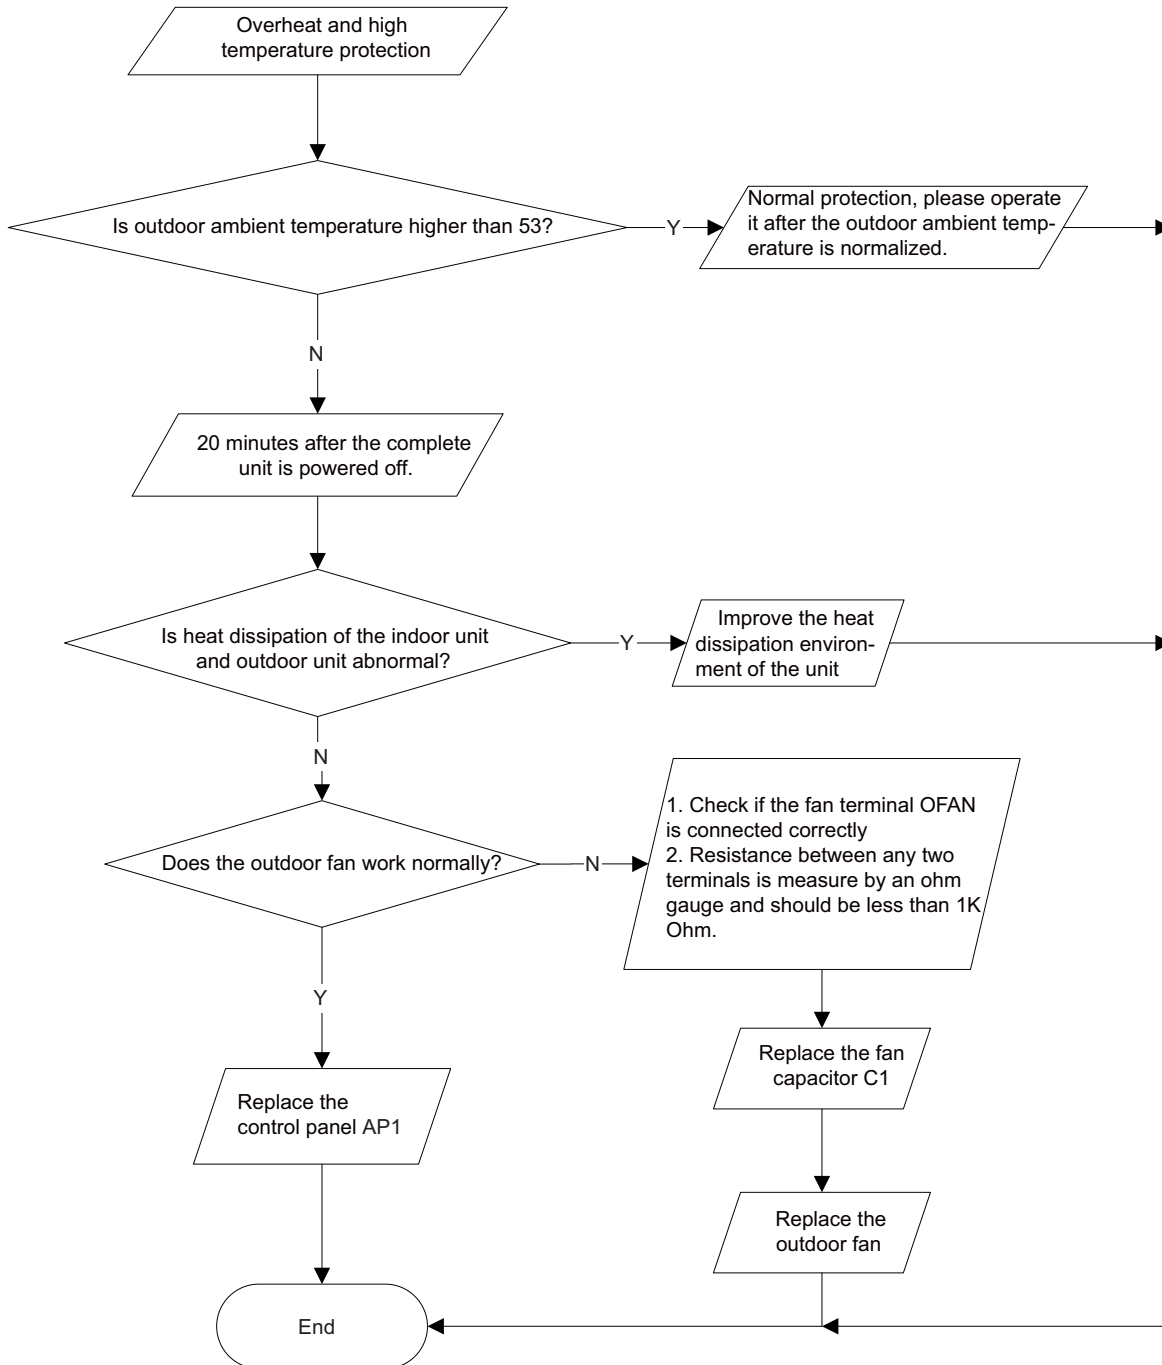 Overheat and high
temperature protection
Is outdoor ambient temperature higher than 53?
Y
Normal protection, please operate
it after the outdoor ambient temp-
erature is normalized.
N
20 minutes after the complete
unit is powered off.
Is heat dissipation of the indoor unit
and outdoor unit abnormal?
Y
Improve the heat
dissipation environ-
ment of the unit
N
Does the outdoor fan work normally?
N
1. Check if the fan terminal OFAN
is connected correctly
2. Resistance between any two
terminals is measure by an ohm
gauge and should be less than 1K
Ohm.
Y
Replace the fan
capacitor C1
Replace the
control panel AP1
Replace the
outdoor fan
End